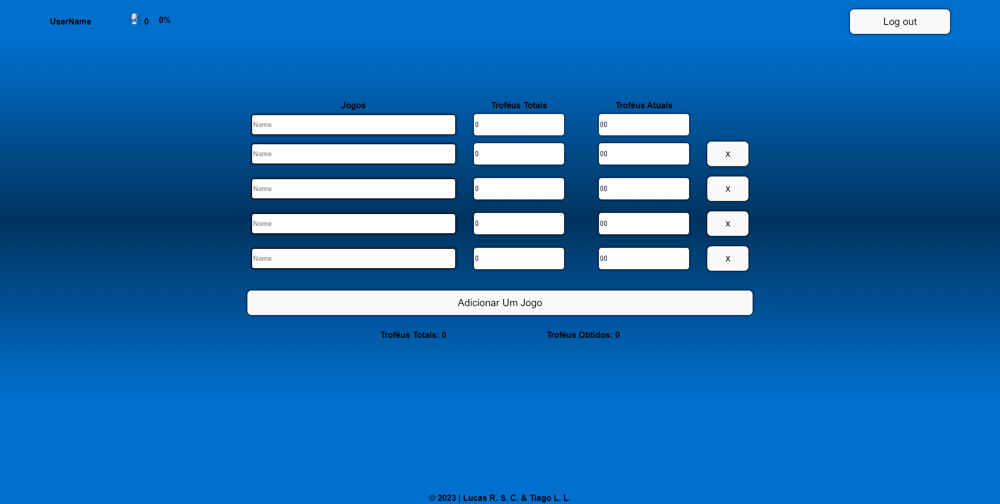 UserName : 0 0% Log out
Jogos Troféus Totais Troféus Atuais
Nome 0 00
Nome 0 00 x
Nome 0 00 x
Nome 0 00 x
Nome 0 00 x
Adicionar Um Jogo
Troféus Totais: 0 Troféus Obtidos: 0
© 2023 | Lucas R. S. C. & Tiago L. L.